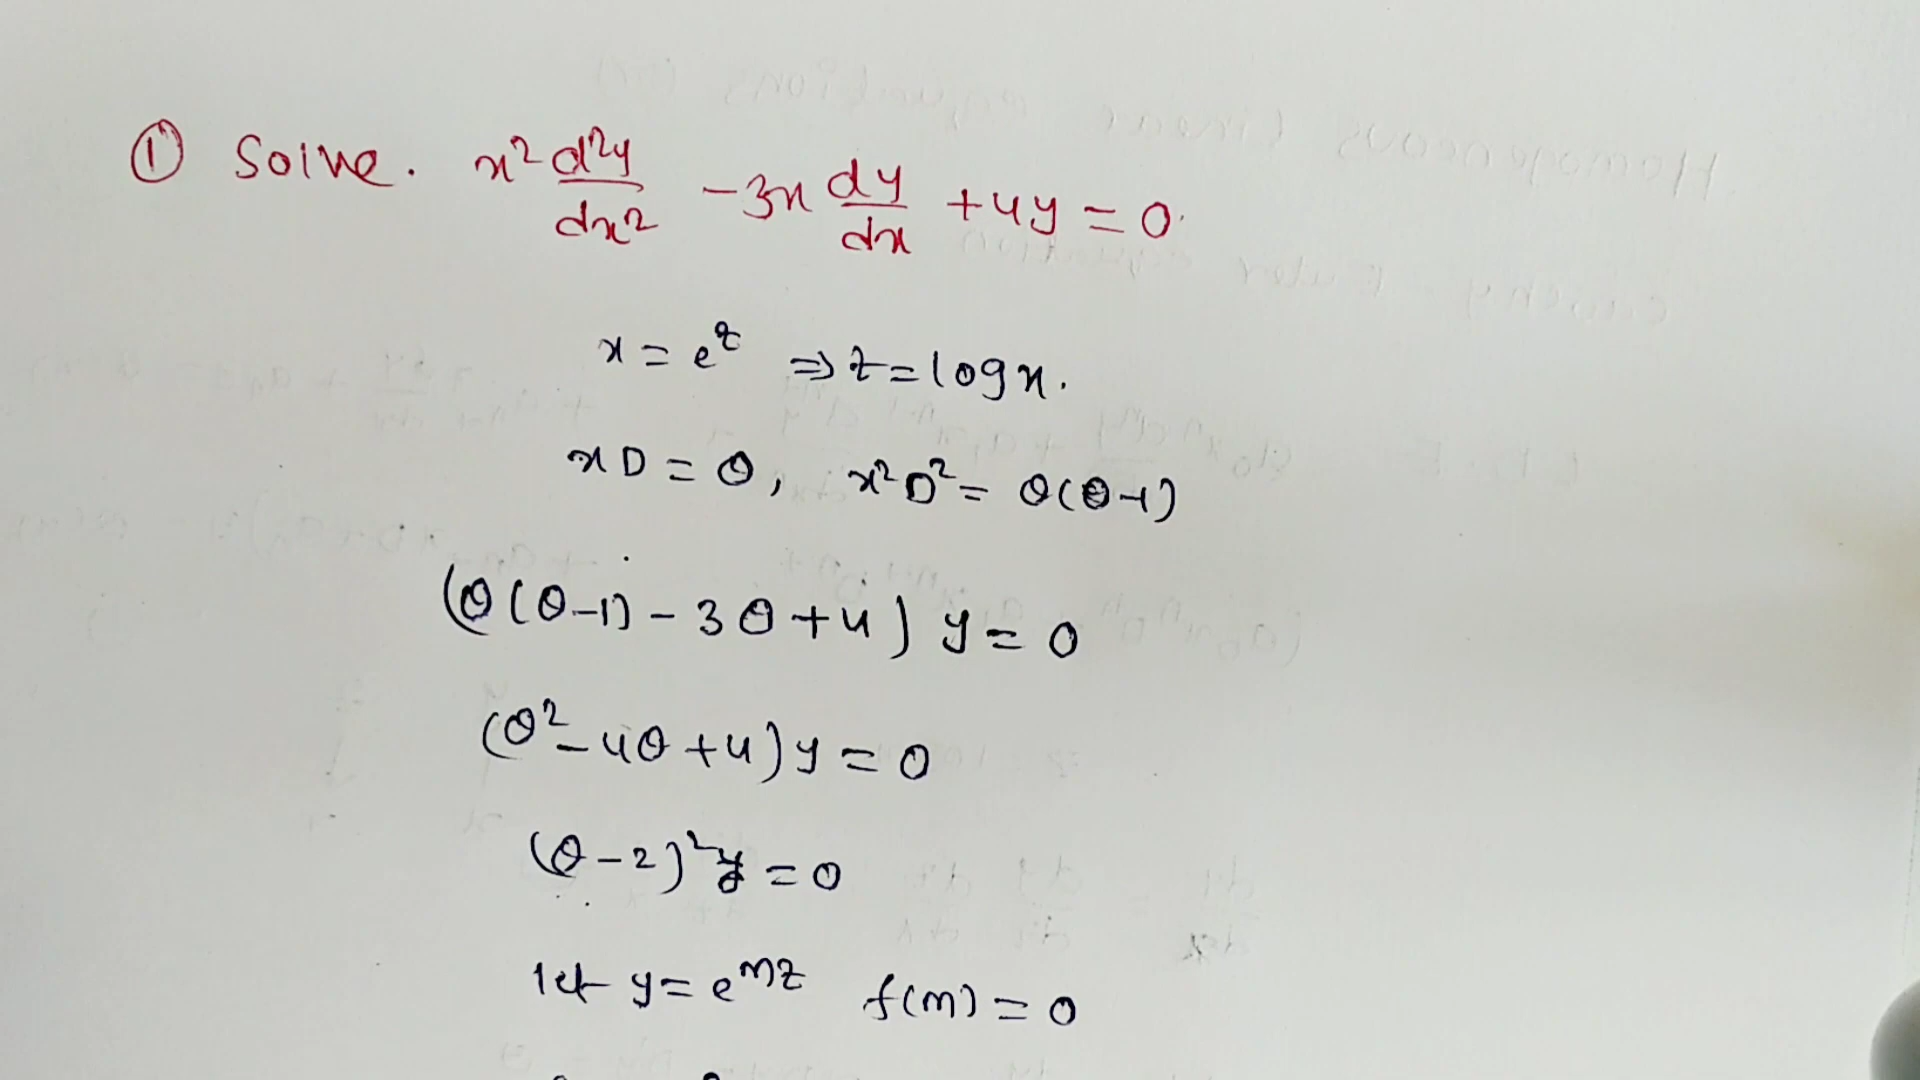 ① Solve. x² d²y/dx² - 3x dy/dx + 4y = 0.
x = e^z ⇒ z = log x.
xD = θ, x²D² = θ(θ-1)
(θ(θ-1) - 3θ + 4) y = 0
(θ² - 4θ + 4) y = 0
(θ-2)² y = 0
let y = e^mz f(m) = 0